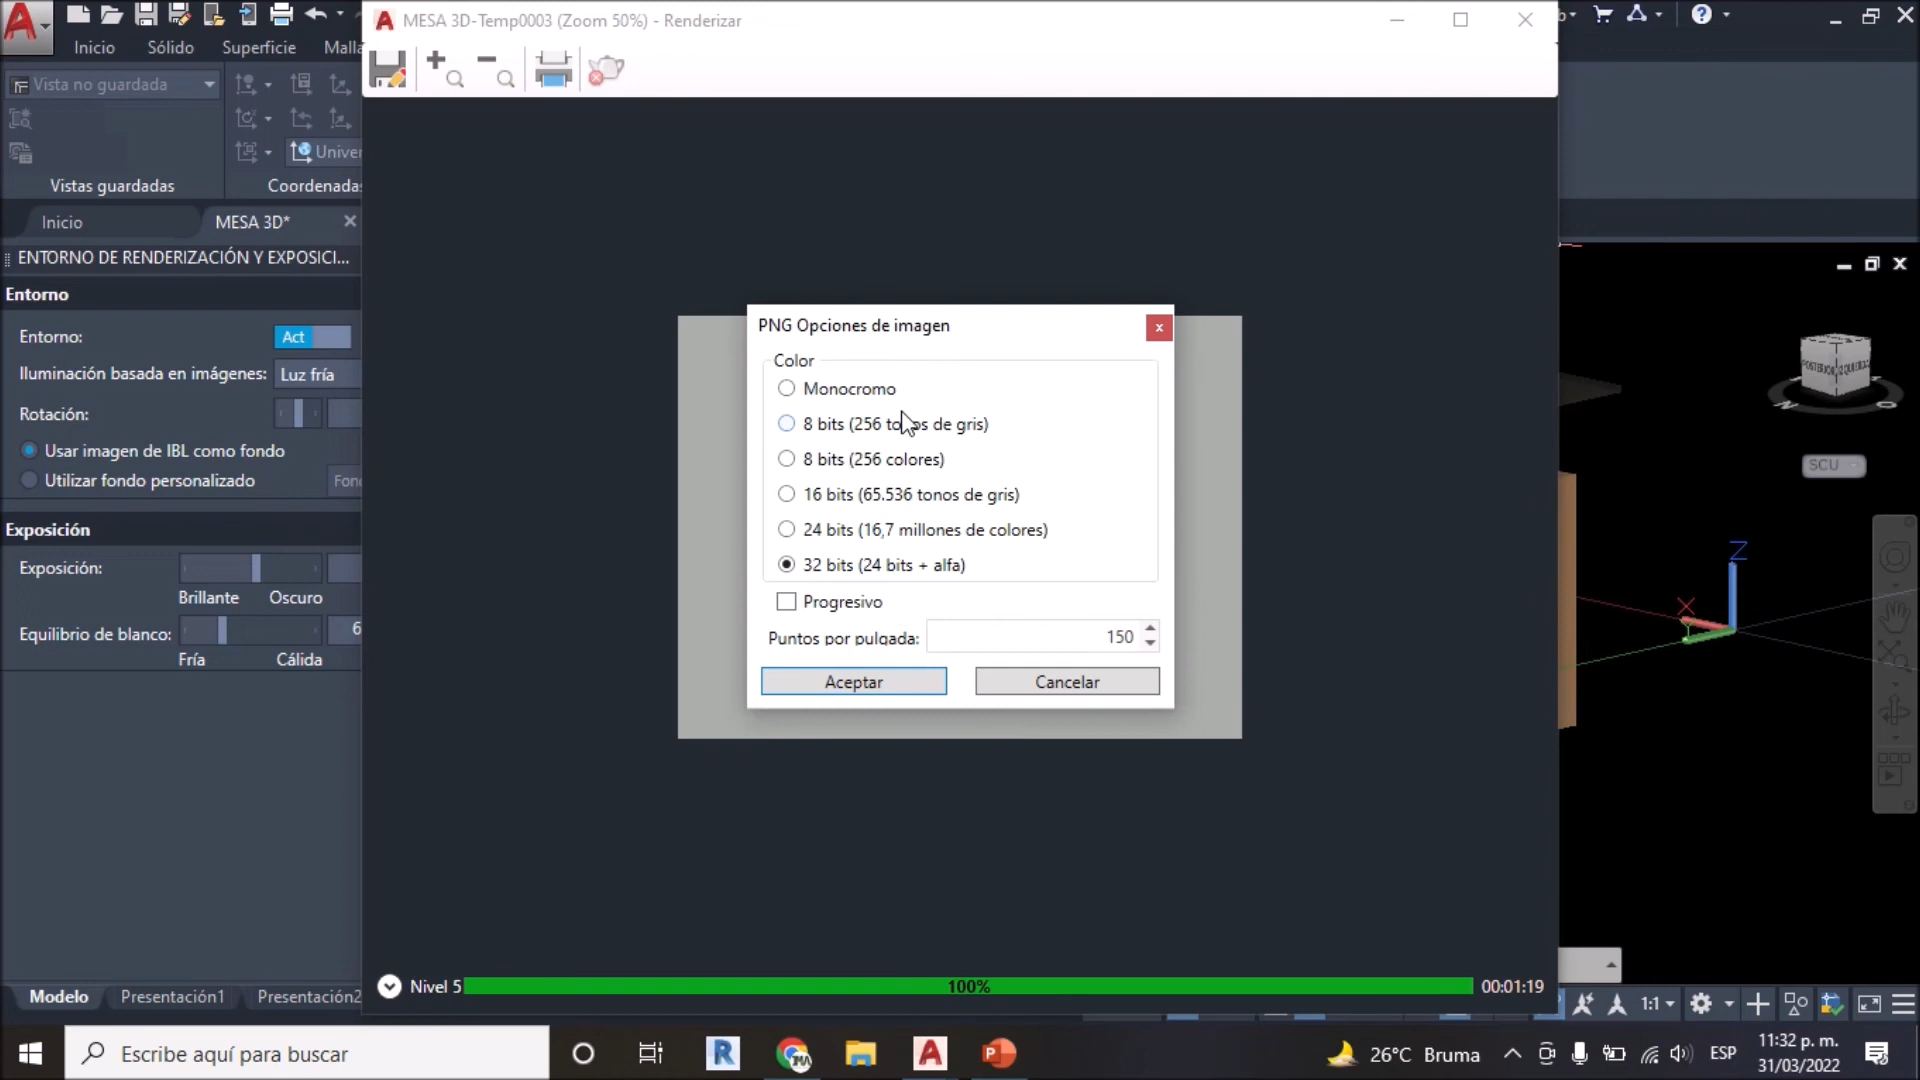 MESA 3D-Temp0003 (Zoom 50%) - Renderizar
Inicio Sólido Superficie Malla
Vista no guardada
Univer
Vistas guardadas Coordenadas
Inicio MESA 3D*
ENTORNO DE RENDERIZACIÓN Y EXPOSICI...
Entorno
Entorno: Act
Iluminación basada en imágenes: Luz fría
Rotación:
Usar imagen de IBL como fondo
Utilizar fondo personalizado Fond
Exposición
Exposición:
Brillante Oscuro
Equilibrio de blanco: 6
Fría Cálida
PNG Opciones de imagen
Color
Monocromo
8 bits (256 tonos de gris)
8 bits (256 colores)
16 bits (65.536 tonos de gris)
24 bits (16,7 millones de colores)
32 bits (24 bits + alfa)
Progresivo
Puntos por pulgada: 150
Aceptar Cancelar
N O
SCU
Z
X
Y
Nivel 5 100% 00:01:19
Modelo Presentación1 Presentación2
1:1
Escribe aquí para buscar
26°C Bruma
ESP
11:32 p. m.
31/03/2022